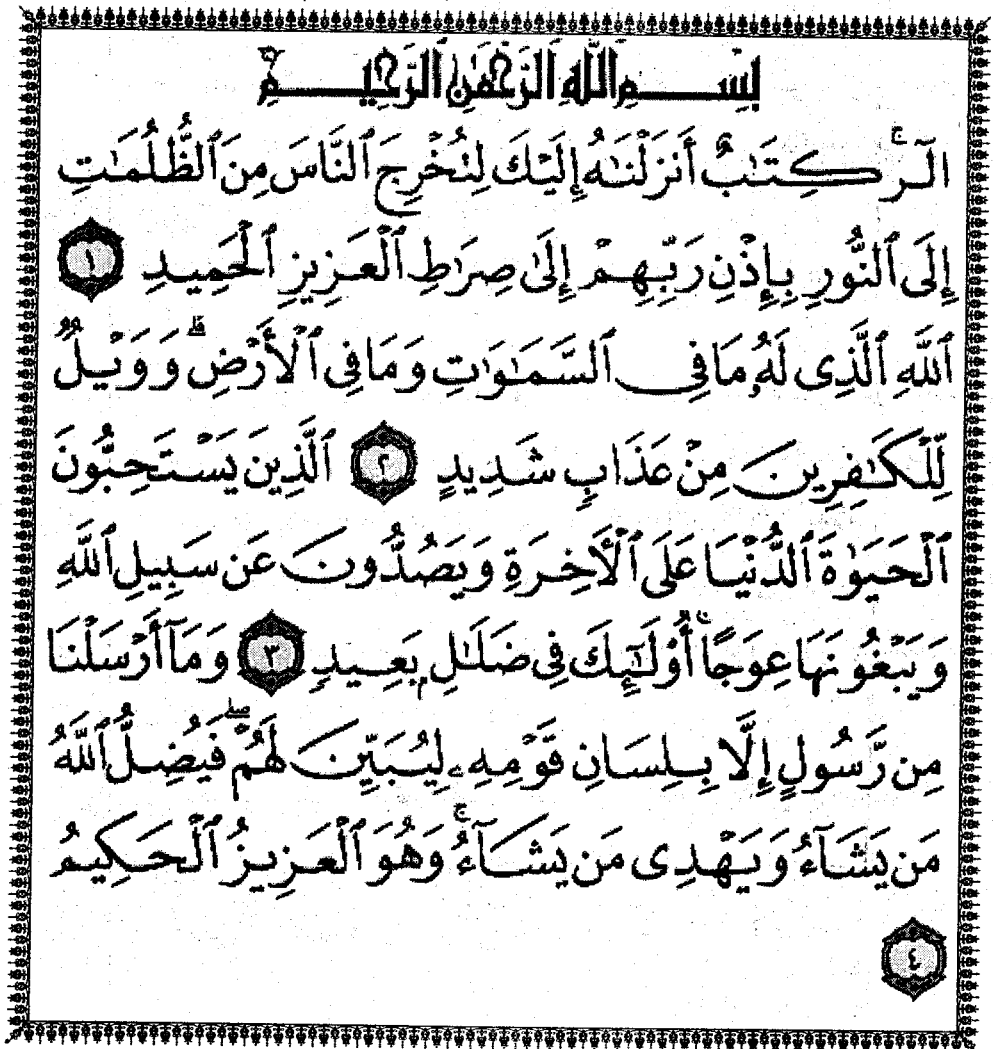 بِسْمِ ٱللَّهِ ٱلرَّحْمَٰنِ ٱلرَّحِيمِ
الٓرۚ كِتَٰبٌ أَنزَلْنَٰهُ إِلَيْكَ لِتُخْرِجَ ٱلنَّاسَ مِنَ ٱلظُّلُمَٰتِ
إِلَى ٱلنُّورِ بِإِذْنِ رَبِّهِمْ إِلَىٰ صِرَٰطِ ٱلْعَزِيزِ ٱلْحَمِيدِ ١
ٱللَّهِ ٱلَّذِى لَهُۥ مَا فِى ٱلسَّمَٰوَٰتِ وَمَا فِى ٱلْأَرْضِۗ وَوَيْلٌ
لِّلْكَٰفِرِينَ مِنْ عَذَابٍ شَدِيدٍ ٢ ٱلَّذِينَ يَسْتَحِبُّونَ
ٱلْحَيَوٰةَ ٱلدُّنْيَا عَلَى ٱلْأَخِرَةِ وَيَصُدُّونَ عَن سَبِيلِ ٱللَّهِ
وَيَبْغُونَهَا عِوَجًاۚ أُو۟لَٰٓئِكَ فِى ضَلَٰلٍۭ بَعِيدٍ ٣ وَمَآ أَرْسَلْنَا
مِن رَّسُولٍ إِلَّا بِلِسَانِ قَوْمِهِۦ لِيُبَيِّنَ لَهُمْۖ فَيُضِلُّ ٱللَّهُ
مَن يَشَآءُ وَيَهْدِى مَن يَشَآءُۚ وَهُوَ ٱلْعَزِيزُ ٱلْحَكِيمُ
٤